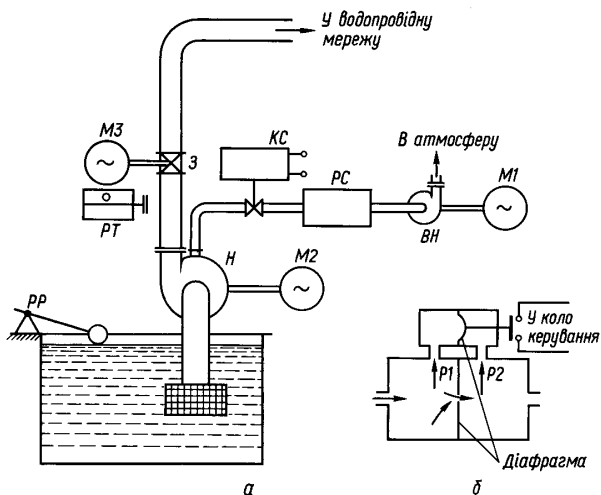 У водопровідну
мережу
М3
З
КС
В атмосферу
РТ
РС
М1
ВН
Н
М2
РР
У коло
керування
Р1
Р2
Діафрагма
а
б